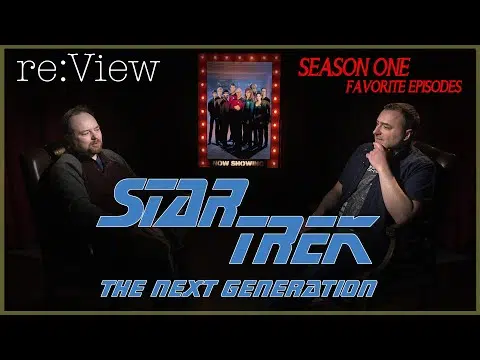 re:View
SEASON ONE
FAVORITE EPISODES
NOW SHOWING
STAR
TREK
THE NEXT GENERATION